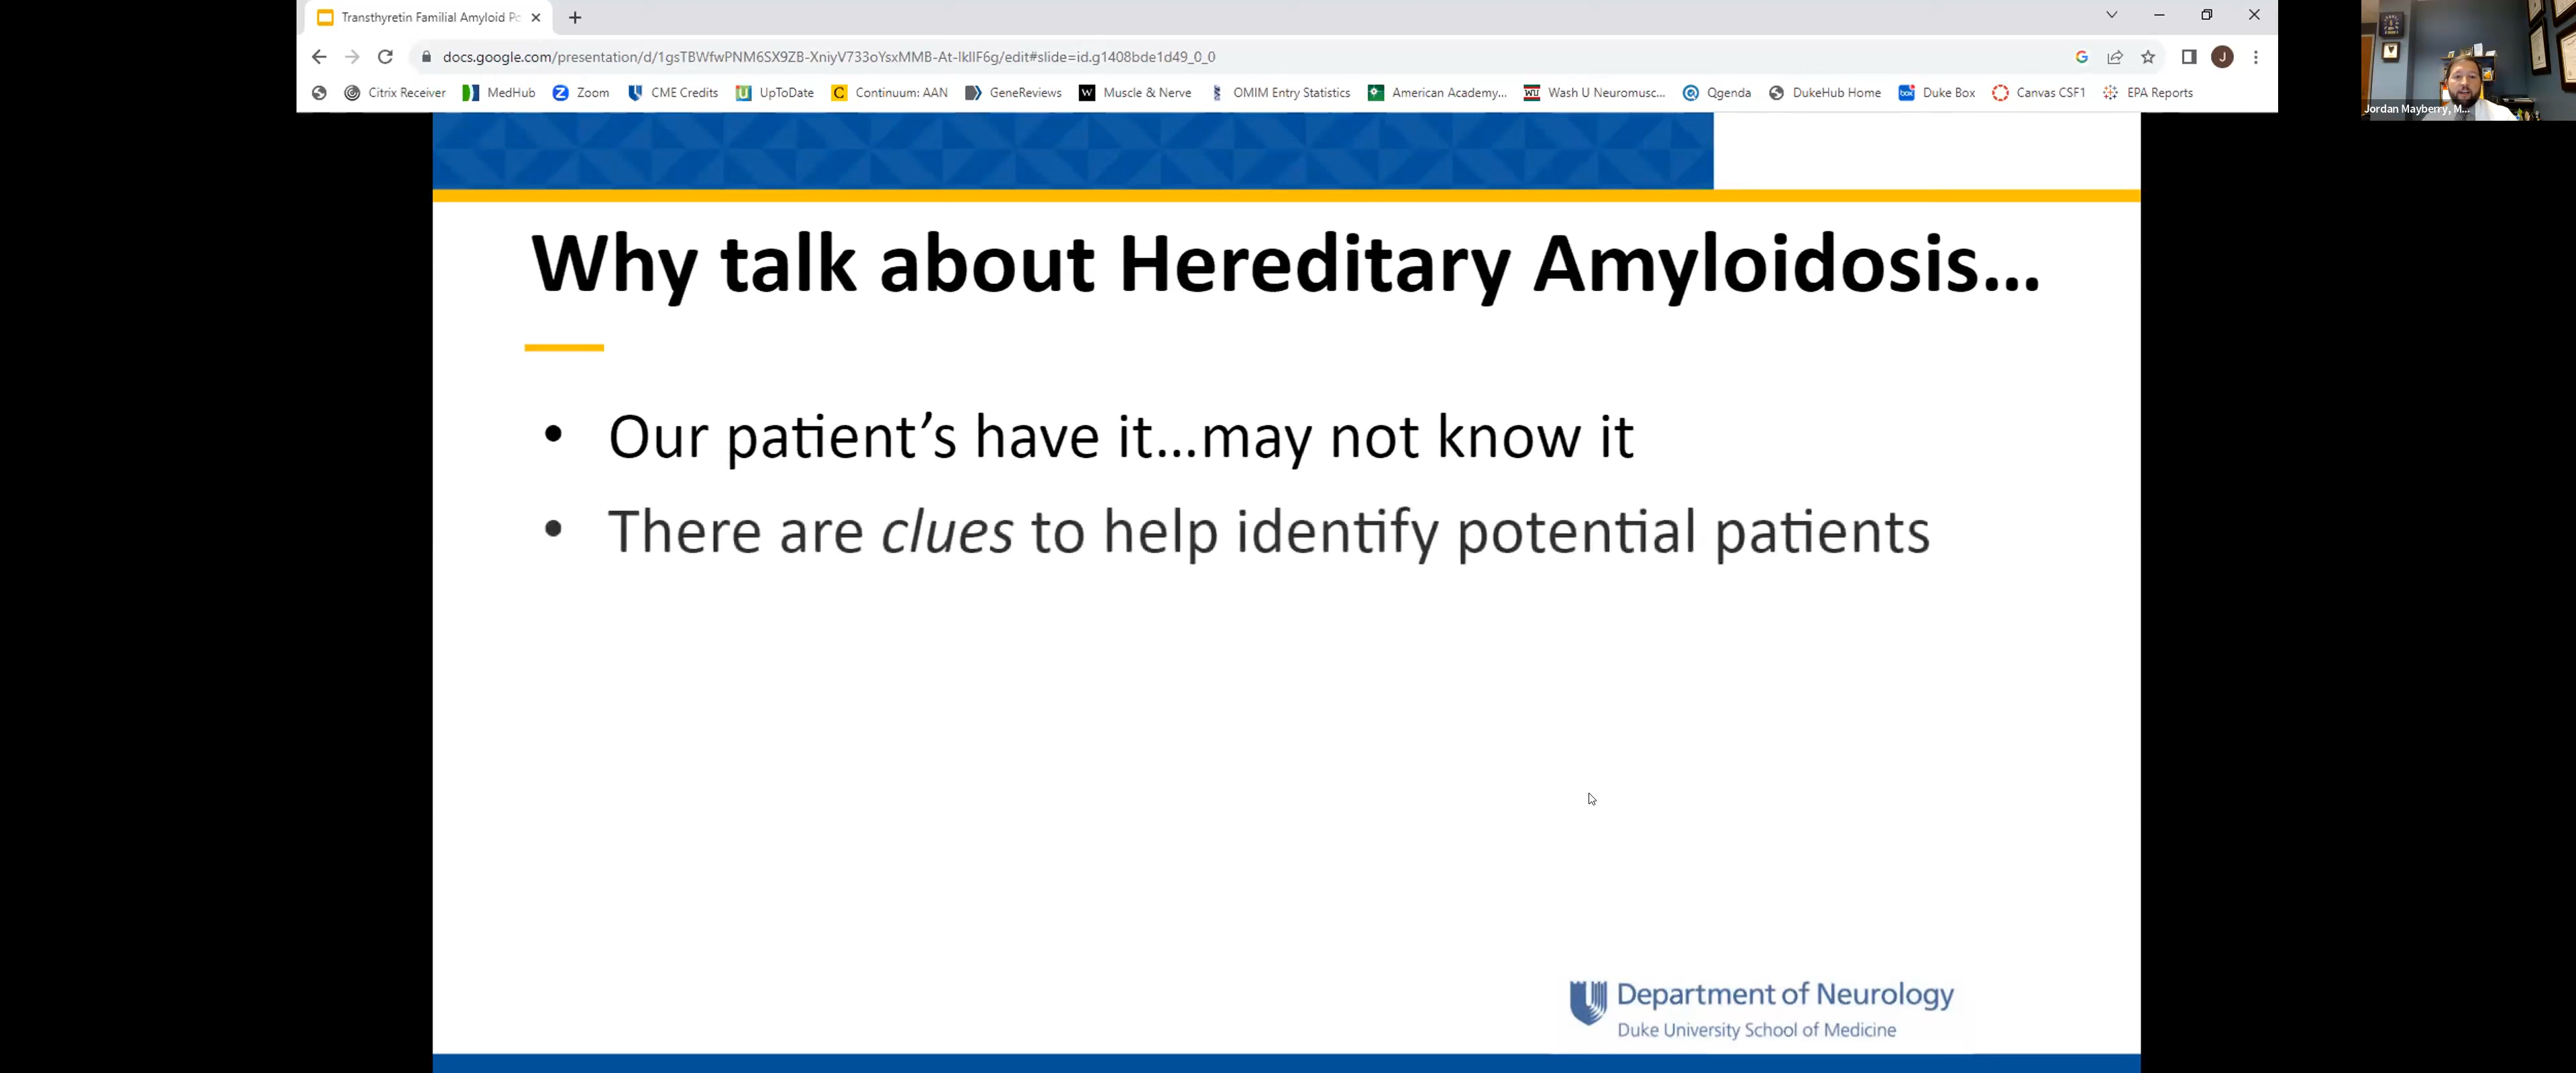 Transthyretin Familial Amyloid Po
docs.google.com/presentation/d/1gsTBWfwPNM6SX9ZB-XniyV733oYsxMMB-At-IkIIF6g/edit#slide=id.g1408bde1d49_0_0
Citrix Receiver MedHub Zoom CME Credits UpToDate Continuum: AAN GeneReviews Muscle & Nerve OMIM Entry Statistics American Academy... Wash U Neuromusc... Qgenda DukeHub Home Duke Box Canvas CSF1 EPA Reports
Jordan Mayberry, M...
Why talk about Hereditary Amyloidosis...
• Our patient’s have it...may not know it
• There are clues to help identify potential patients
Department of Neurology
Duke University School of Medicine